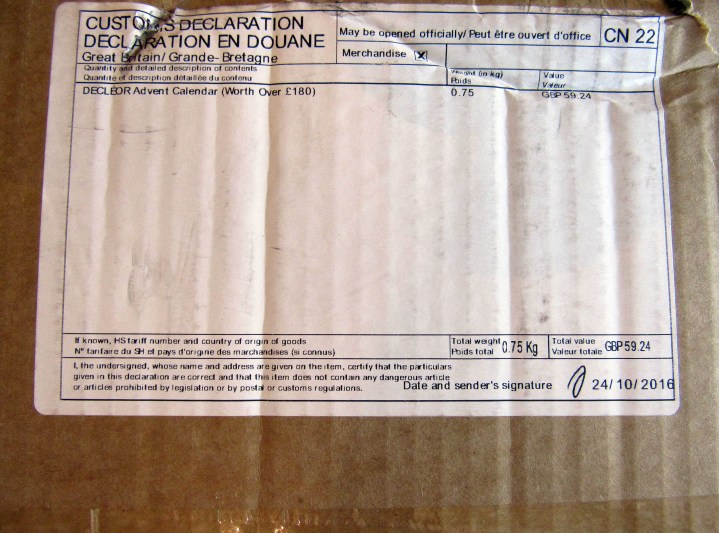 CUSTOMS DECLARATION
DECLARATION EN DOUANE
Great Britain/ Grande-Bretagne
May be opened officially/ Peut être ouvert d'office
CN 22
Merchandise X
Quantity and detailed description of contents
Quantite et description détaillée du contenu
Weight (in kg)
Poids
Value
Valeur
DECLÉOR Advent Calendar (Worth Over £180)
0.75
GBP 59.24
If known, HS tariff number and country of origin of goods
N° tarifaire du SH et pays d'origine des marchandises (si connus)
Total weight
Poids total
0.75 Kg
Total value
Valeur totale
GBP 59.24
I, the undersigned, whose name and address are given on the item, certify that the particulars
given in this declaration are correct and that this item does not contain any dangerous article
or articles prohibited by legislation or by postal or customs regulations.
Date and sender's signature
24/10/2016